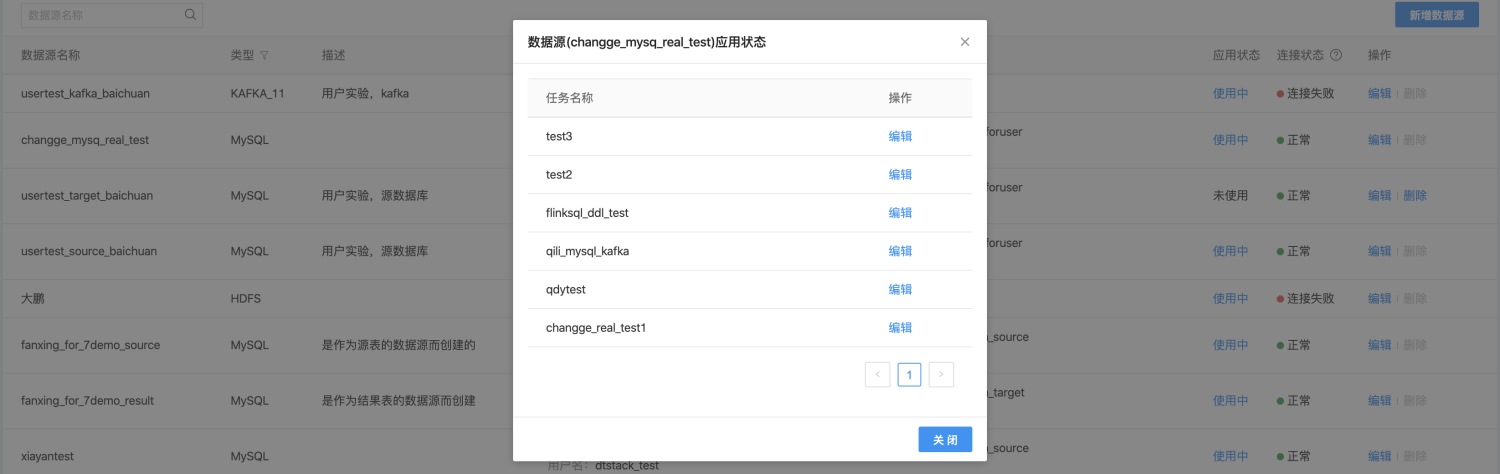 数据源名称
新增数据源
数据源(changge_mysq_real_test)应用状态
数据源名称 类型 描述 应用状态 连接状态 操作
任务名称 操作
test3 编辑
test2 编辑
flinksql_ddl_test 编辑
qili_mysql_kafka 编辑
qdytest 编辑
changge_real_test1 编辑
1
关 闭
usertest_kafka_baichuan KAFKA_11 用户实验，kafka 使用中 连接失败 编辑 删除
changge_mysq_real_test MySQL foruser 使用中 正常 编辑 删除
usertest_target_baichuan MySQL 用户实验，源数据库 foruser 未使用 正常 编辑 删除
usertest_source_baichuan MySQL 用户实验，源数据库 foruser 使用中 正常 编辑 删除
大鹏 HDFS 使用中 连接失败 编辑 删除
fanxing_for_7demo_source MySQL 是作为源表的数据源而创建的 _source 使用中 正常 编辑 删除
fanxing_for_7demo_result MySQL 是作为结果表的数据源而创建 _target 使用中 正常 编辑 删除
xiayantest MySQL _source 使用中 正常 编辑 删除
用户名： dtstack_test